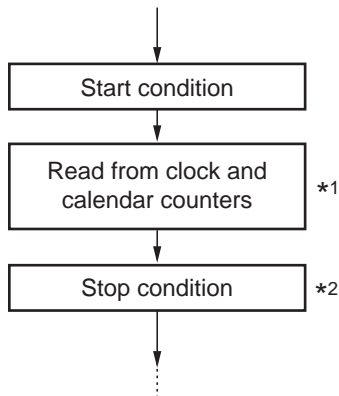 Start condition
Read from clock and
calendar counters
*1
Stop condition
*2